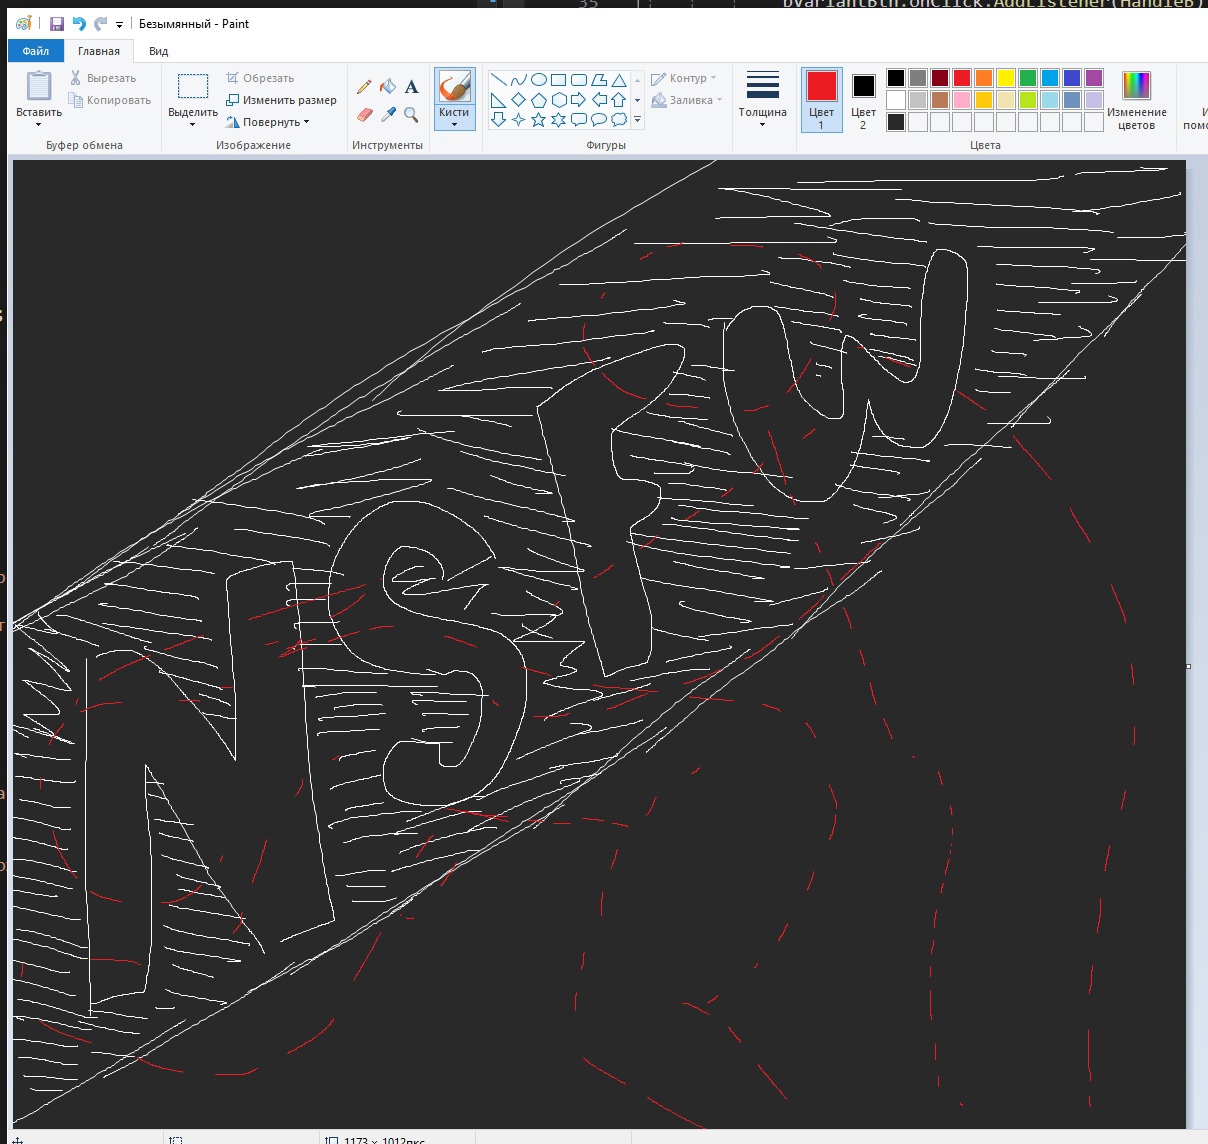 35
pVariantBtn.onClick.AddListener(HandleB)
Безымянный - Paint
Файл Главная Вид
Вставить
Вырезать
Копировать
Буфер обмена
Выделить
Обрезать
Изменить размер
Повернуть
Изображение
A
Инструменты
Кисти
Контур
Заливка
Фигуры
Толщина
Цвет
1
Цвет
2
Изменение
цветов
Цвета
NSFW
1173 × 1012пкс